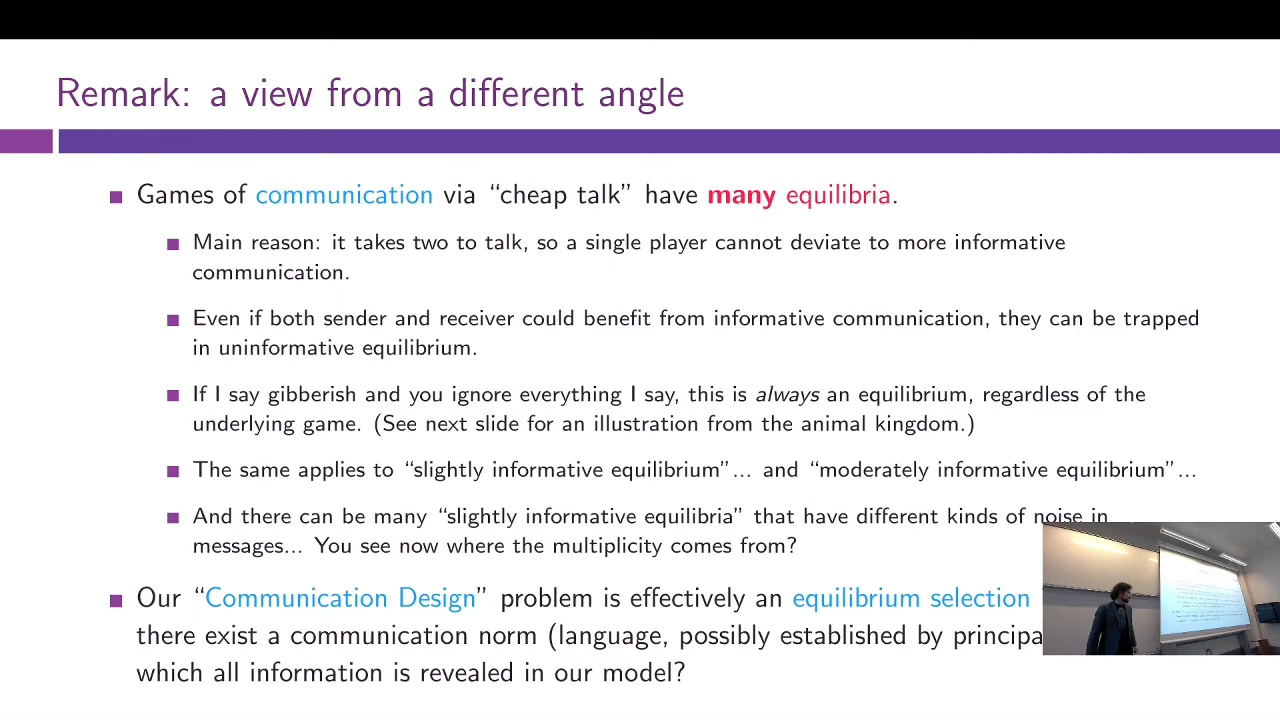 Remark: a view from a different angle
Games of communication via “cheap talk” have many equilibria.
Main reason: it takes two to talk, so a single player cannot deviate to more informative
communication.
Even if both sender and receiver could benefit from informative communication, they can be trapped
in uninformative equilibrium.
If I say gibberish and you ignore everything I say, this is always an equilibrium, regardless of the
underlying game. (See next slide for an illustration from the animal kingdom.)
The same applies to “slightly informative equilibrium”... and “moderately informative equilibrium”...
And there can be many “slightly informative equilibria” that have different kinds of noise in
messages... You see now where the multiplicity comes from?
Our “Communication Design” problem is effectively an equilibrium selection
there exist a communication norm (language, possibly established by
which all information is revealed in our model?